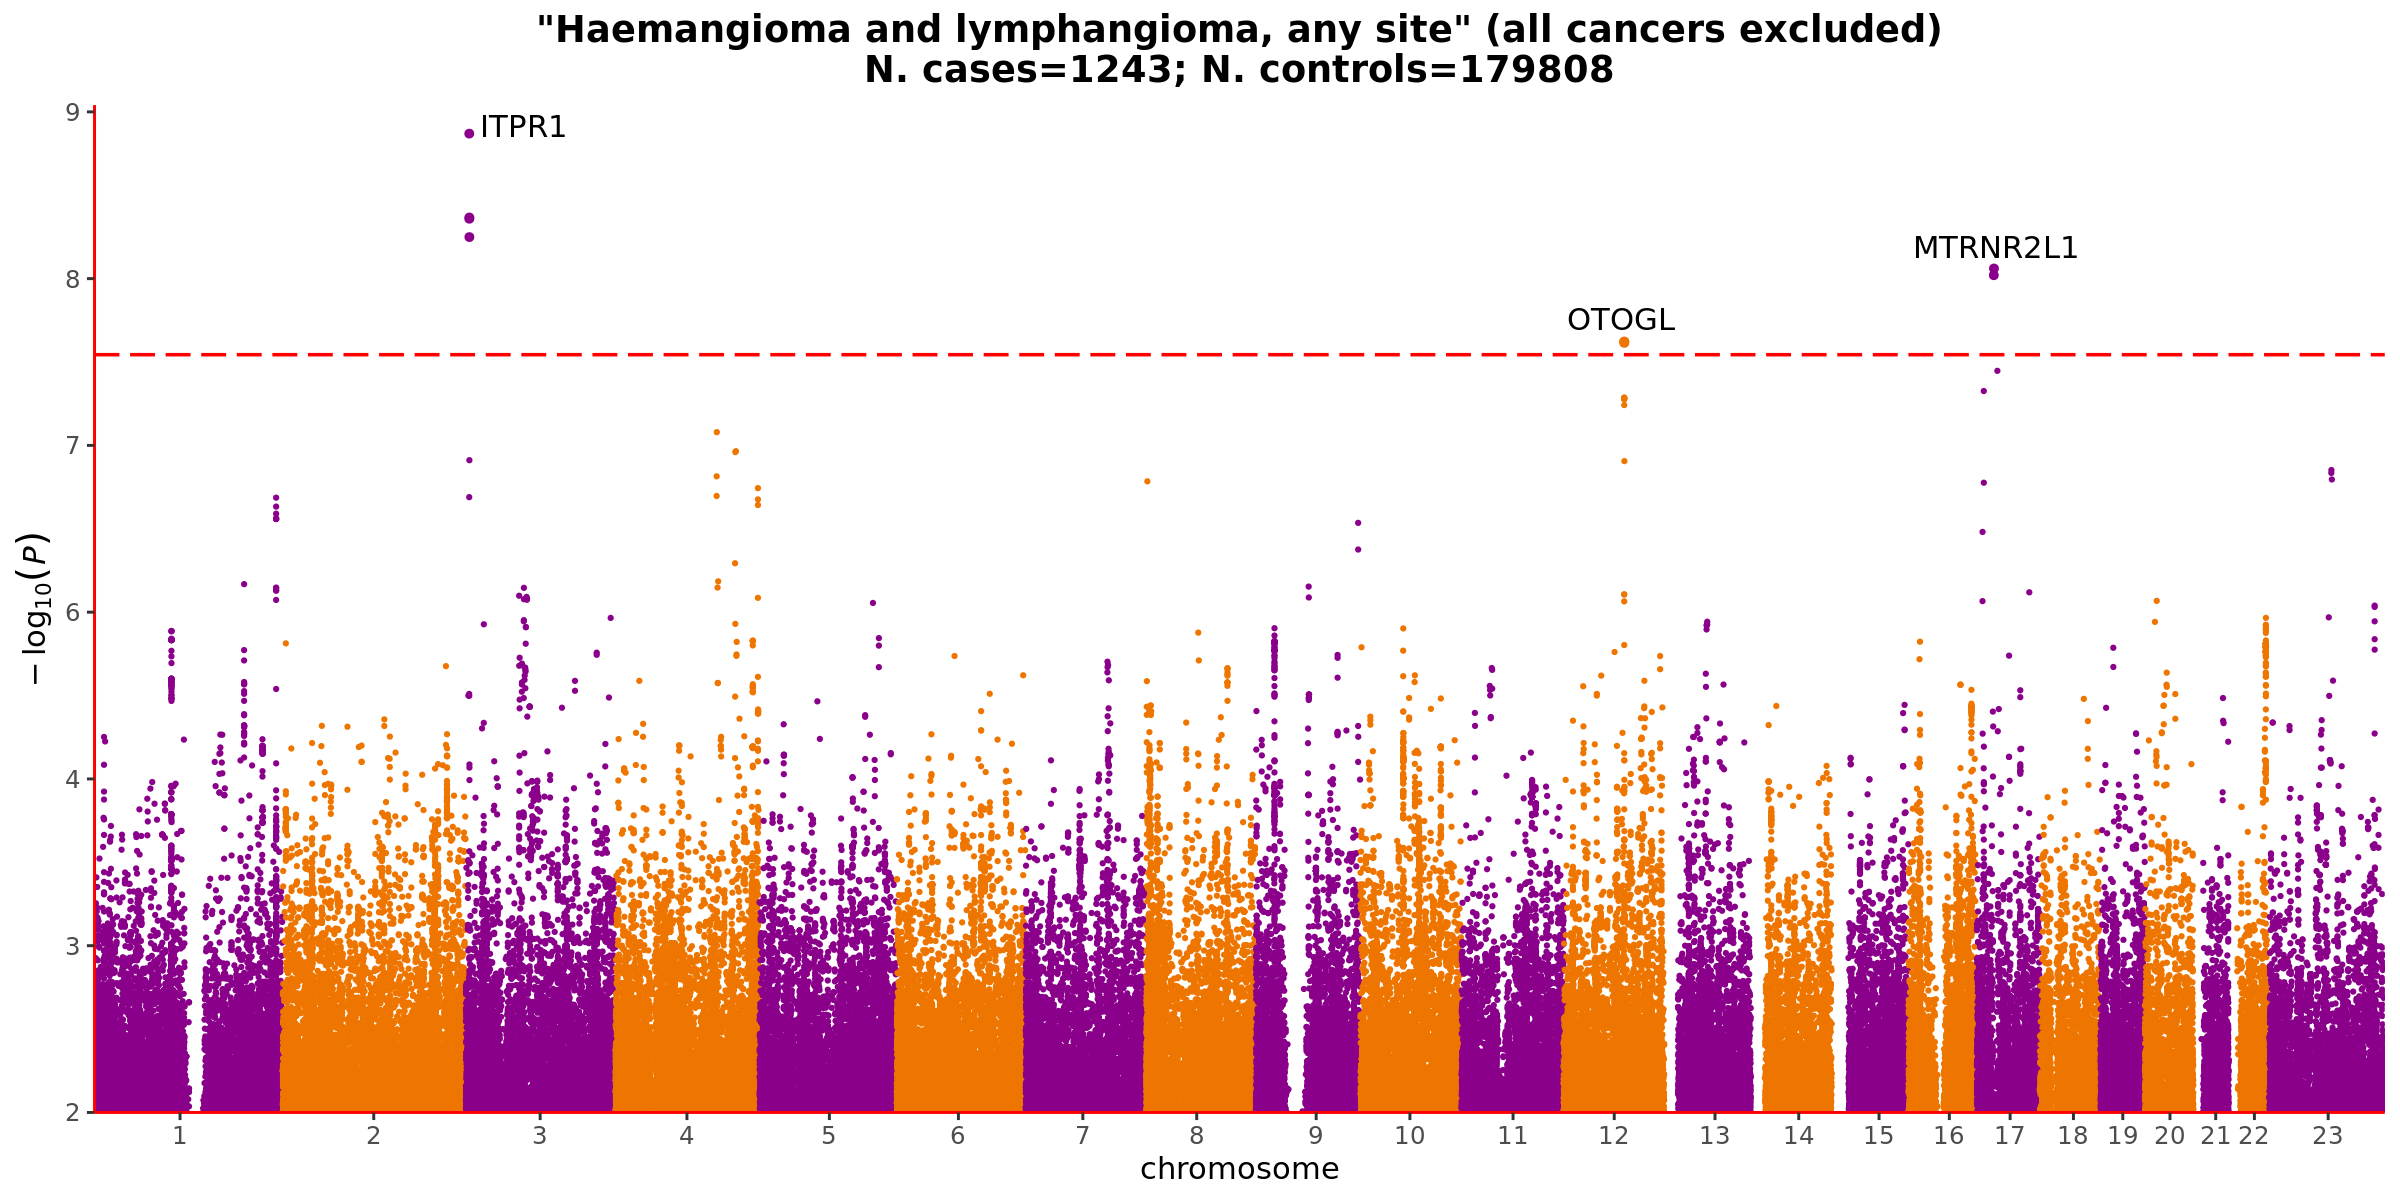 "Haemangioma and lymphangioma, any site" (all cancers excluded)
N. cases=1243; N. controls=179808
9
8
7
6
4
3
2
−log₁₀(P)
ITPR1
MTRNR2L1
OTOGL
1 2 3 4 5 6 7 8 9 10 11 12 13 14 15 16 17 18 19 20 21 22 23
chromosome